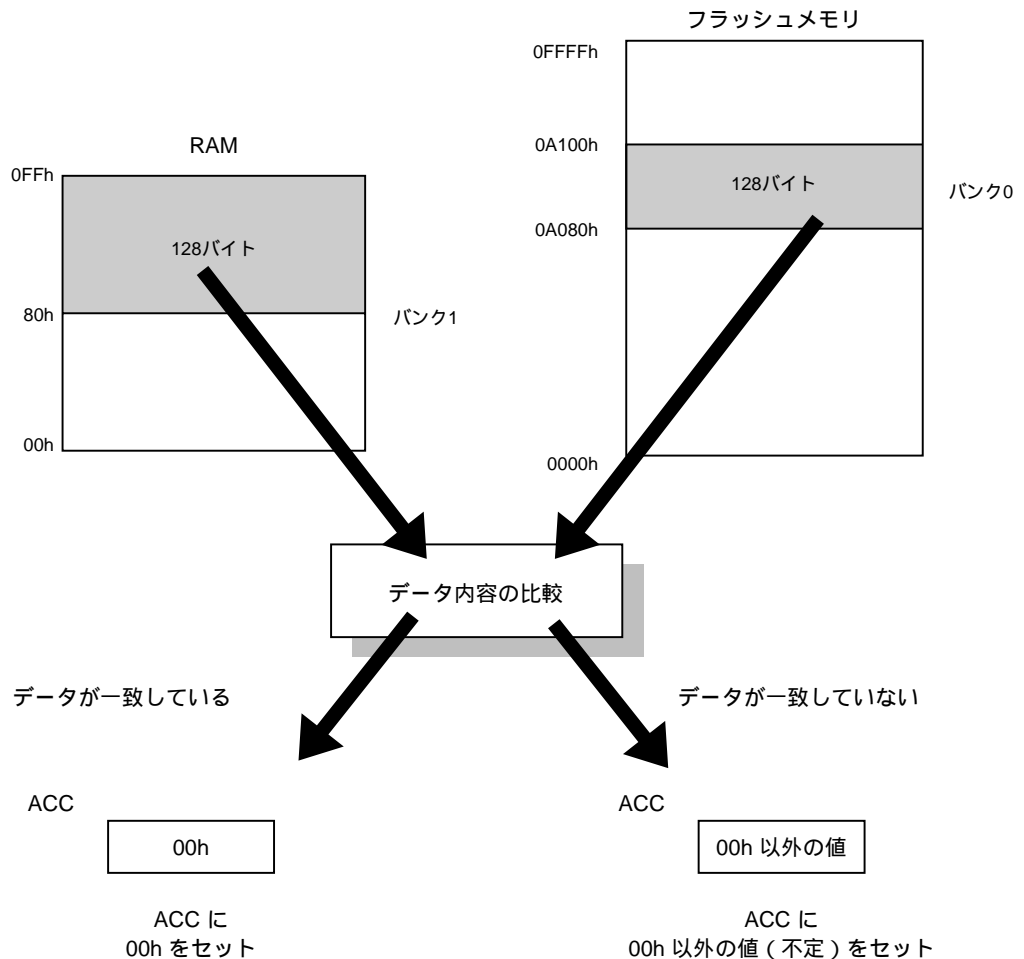 フラッシュメモリ
0FFFFh
RAM
0A100h
0FFh
128バイト
バンク0
0A080h
128バイト
80h
バンク1
00h
0000h
データ内容の比較
データが一致している
データが一致していない
ACC
ACC
00h
00h 以外の値
ACC に
00h をセット
ACC に
00h 以外の値（不定）をセット